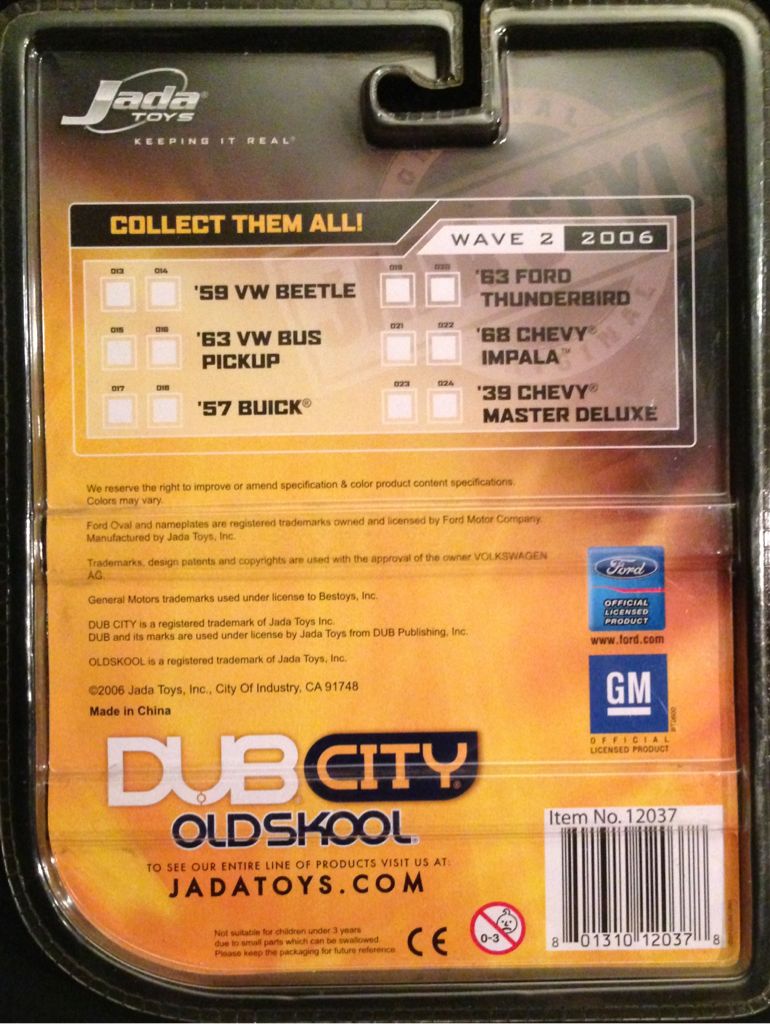 Jada
TOYS
KEEPING IT REAL
COLLECT THEM ALL!
WAVE 2 2006
013 014
'59 VW BEETLE
015 016
'63 VW BUS
PICKUP
017 018
'57 BUICK®
019 020
'63 FORD
THUNDERBIRD
021 022
'68 CHEVY®
IMPALA™
023 024
'39 CHEVY®
MASTER DELUXE
We reserve the right to improve or amend specification & color product content specifications.
Colors may vary.
Ford Oval and nameplates are registered trademarks owned and licensed by Ford Motor Company.
Manufactured by Jada Toys, Inc.
Trademarks, design patents and copyrights are used with the approval of the owner VOLKSWAGEN
AG.
General Motors trademarks used under license to Bestoys, Inc.
DUB CITY is a registered trademark of Jada Toys Inc.
DUB and its marks are used under license by Jada Toys from DUB Publishing, Inc.
OLDSKOOL is a registered trademark of Jada Toys, Inc.
©2006 Jada Toys, Inc., City Of Industry, CA 91748
Made in China
Ford
OFFICIAL
LICENSED
PRODUCT
www.ford.com
GM
OFFICIAL
LICENSED PRODUCT
DUB CITY®
OLDSKOOL
TO SEE OUR ENTIRE LINE OF PRODUCTS VISIT US AT:
JADATOYS.COM
Not suitable for children under 3 years
due to small parts which can be swallowed.
Please keep the packaging for future reference.
CE
0-3
Item No. 12037
8 01310 12037 8